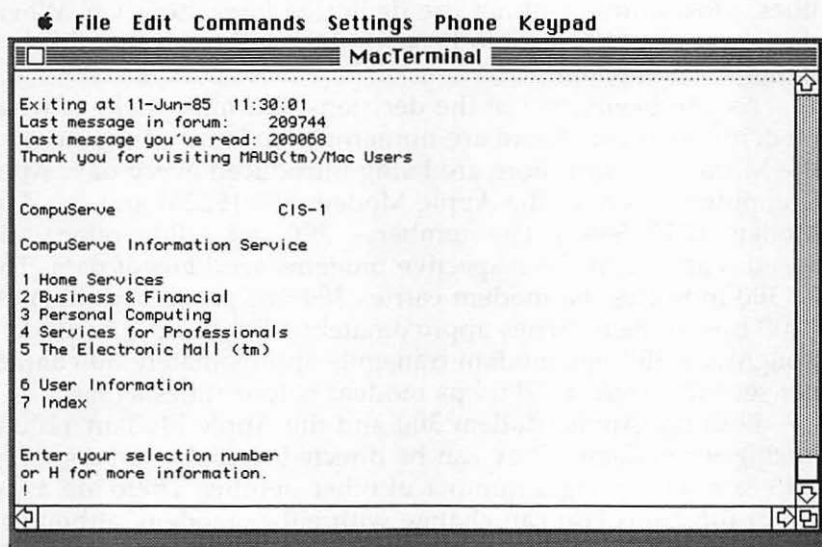 File Edit Commands Settings Phone Keypad
MacTerminal
Exiting at 11-Jun-85 11:30:01
Last message in forum: 209744
Last message you've read: 209068
Thank you for visiting MAUG(tm)/Mac Users
CompuServe CIS-1
CompuServe Information Service
1 Home Services
2 Business & Financial
3 Personal Computing
4 Services for Professionals
5 The Electronic Mall (tm)
6 User Information
7 Index
Enter your selection number
or H for more information.
!